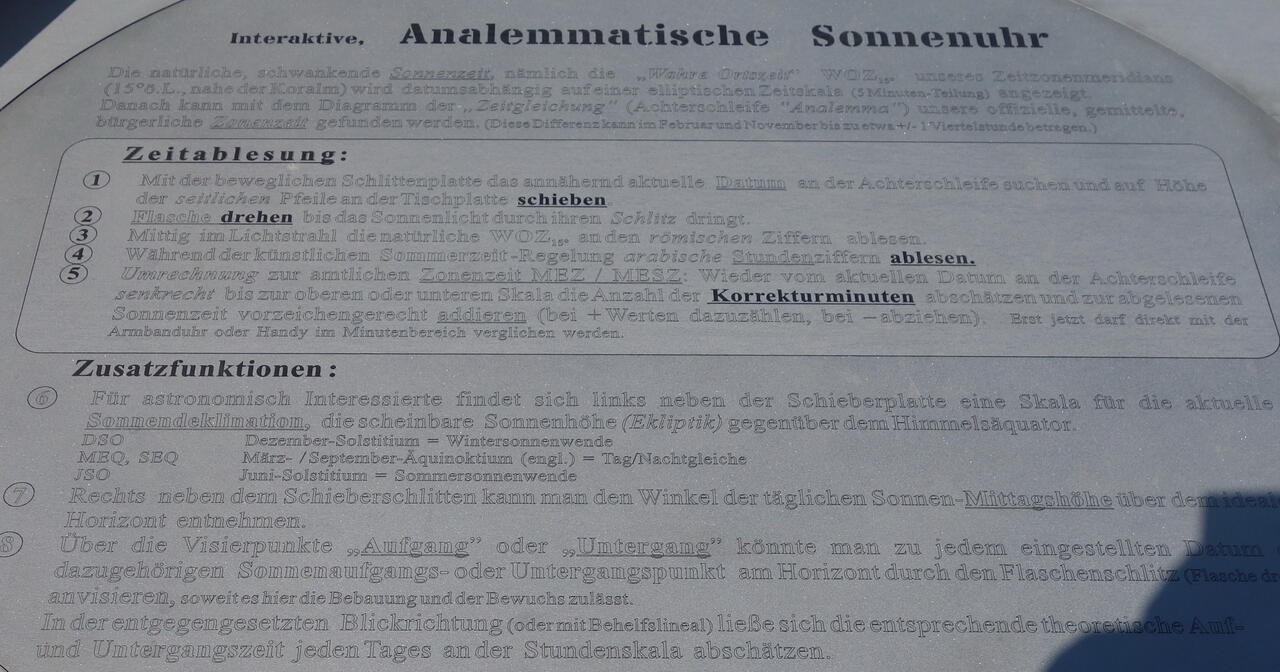 Interaktive, Analemmatische Sonnenuhr
Die natürliche, schwankende Sonnenzeit, nämlich die „Wahre Ortszeit" WOZ15° unseres Zeitzonenmeridians
(15°ö.L., nahe der Koralm) wird datumsabhängig auf einer elliptischen Zeitskala (5 Minuten-Teilung) angezeigt.
Danach kann mit dem Diagramm der „Zeitgleichung" (Achterschleife "Analemma") unsere offizielle, gemittelte,
bürgerliche Zonenzeit gefunden werden. (Diese Differenz kann im Februar und November bis zu etwa +/- 1 Viertelstunde betragen.)
Zeitablesung:
1 Mit der beweglichen Schlittenplatte das annähernd aktuelle Datum an der Achterschleife suchen und auf Höhe
der seitlichen Pfeile an der Tischplatte schieben
2 Flasche drehen bis das Sonnenlicht durch ihren Schlitz dringt.
3 Mittig im Lichtstrahl die natürliche WOZ15° an den römischen Ziffern ablesen.
4 Während der künstlichen Sommerzeit-Regelung arabische Stundenziffern ablesen.
5 Umrechnung zur amtlichen Zonenzeit MEZ / MESZ: Wieder vom aktuellen Datum an der Achterschleife
senkrecht bis zur oberen oder unteren Skala die Anzahl der Korrekturminuten abschätzen und zur abgelesenen
Sonnenzeit vorzeichengerecht addieren (bei +Werten dazuzählen, bei −abziehen). Erst jetzt darf direkt mit der
Armbanduhr oder Handy im Minutenbereich verglichen werden.
Zusatzfunktionen:
6 Für astronomisch Interessierte findet sich links neben der Schieberplatte eine Skala für die aktuelle
Sonnendeklination, die scheinbare Sonnenhöhe (Ekliptik) gegenüber dem Himmelsäquator.
DSO Dezember-Solstitium = Wintersonnenwende
MEQ, SEQ März- /September-Äquinoktium (engl.) = Tag/Nachtgleiche
JSO Juni-Solstitium = Sommersonnenwende
7 Rechts neben dem Schieberschlitten kann man den Winkel der täglichen Sonnen-Mittagshöhe über dem ideal
Horizont entnehmen.
8 Über die Visierpunkte „Aufgang" oder „Untergang" könnte man zu jedem eingestellten Datum
dazugehörigen Sonnenaufgangs- oder Untergangspunkt am Horizont durch den Flaschenschlitz (Flasche dr
anvisieren, soweit es hier die Bebauung und der Bewuchs zulässt.
In der entgegengesetzten Blickrichtung (oder mit Behelfslineal) ließe sich die entsprechende theoretische Auf-
und Untergangszeit jeden Tages an der Stundenskala abschätzen.